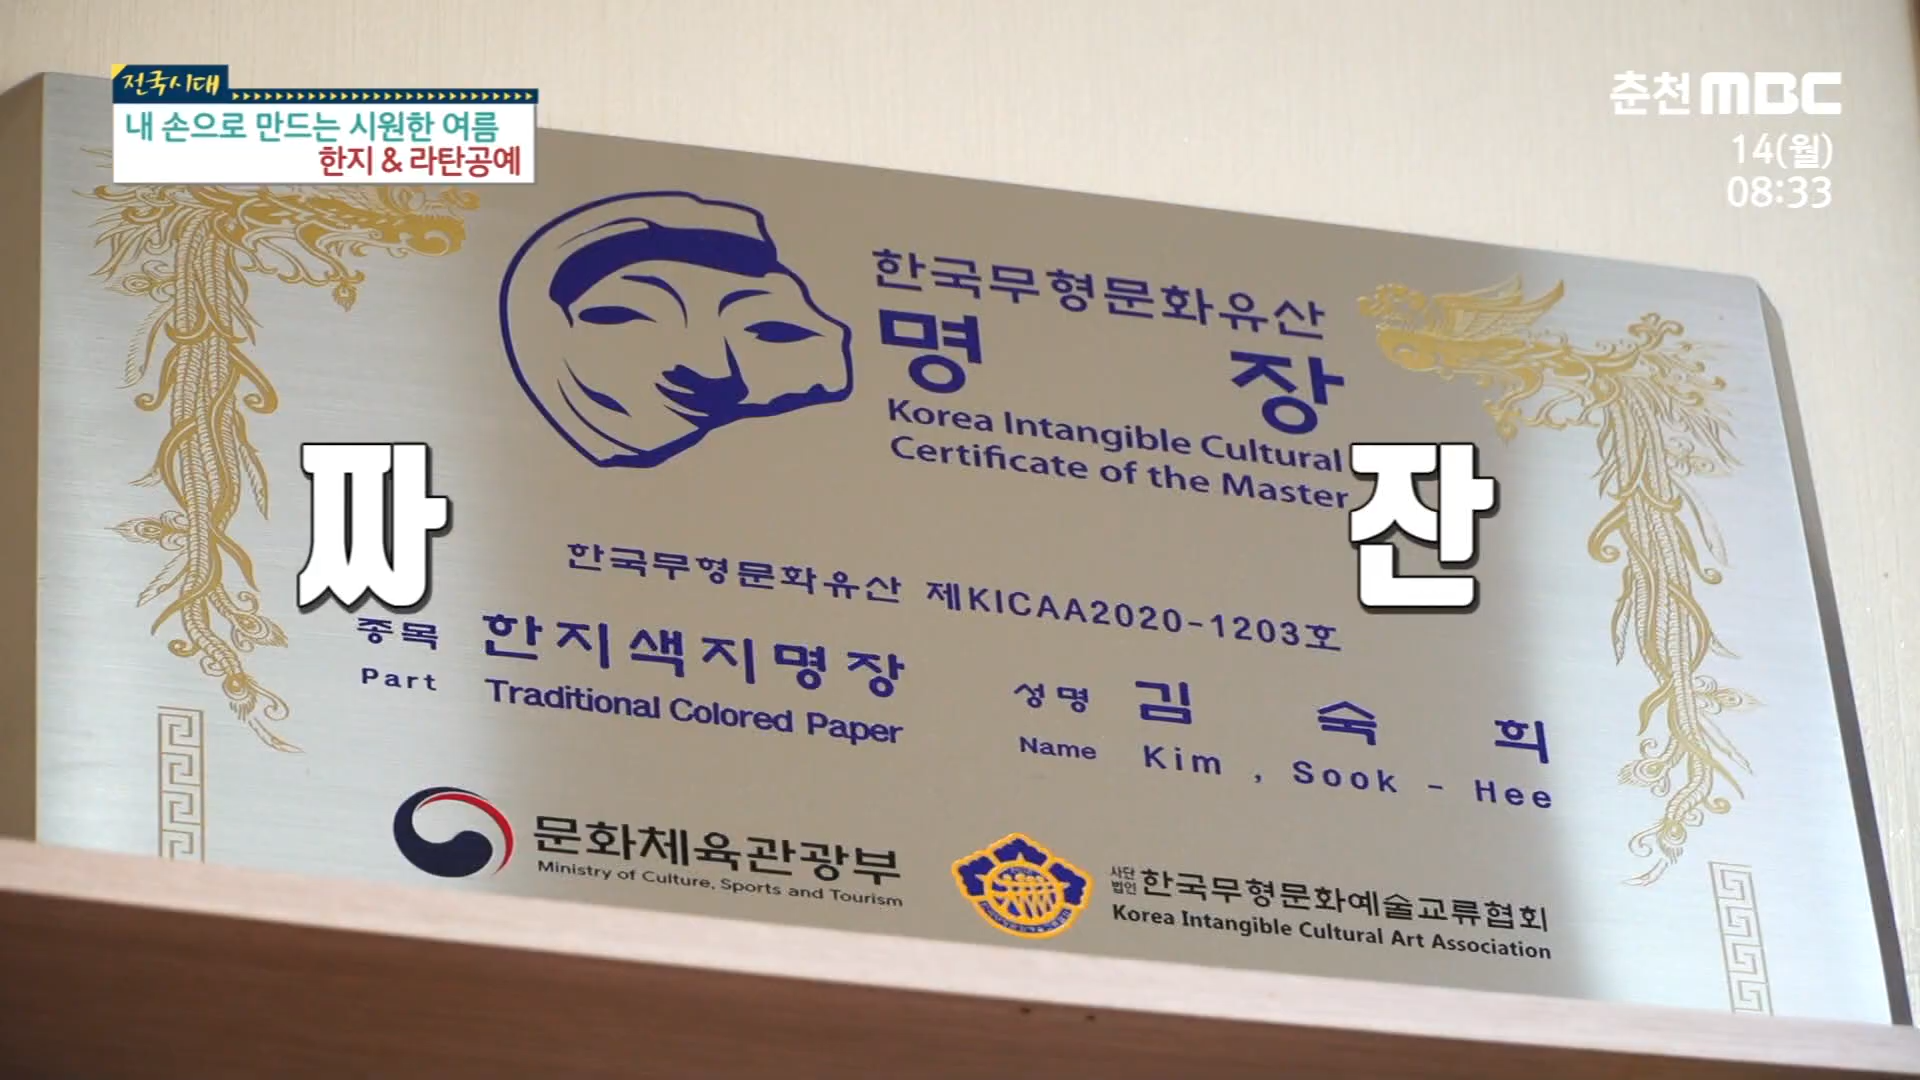 전국시대
내 손으로 만드는 시원한 여름
한지 & 라탄공예
춘천MBC
14(월)
08:33
한국무형문화유산
명 장
Korea Intangible Cultural
Certificate of the Master
짜 잔
한국무형문화유산 제KICAA2020-1203호
종목 한지색지명장
Part Traditional Colored Paper
성명 김 숙 희
Name Kim , Sook - Hee
문화체육관광부
Ministry of Culture, Sports and Tourism
사단법인 한국무형문화예술교류협회
Korea Intangible Cultural Art Association